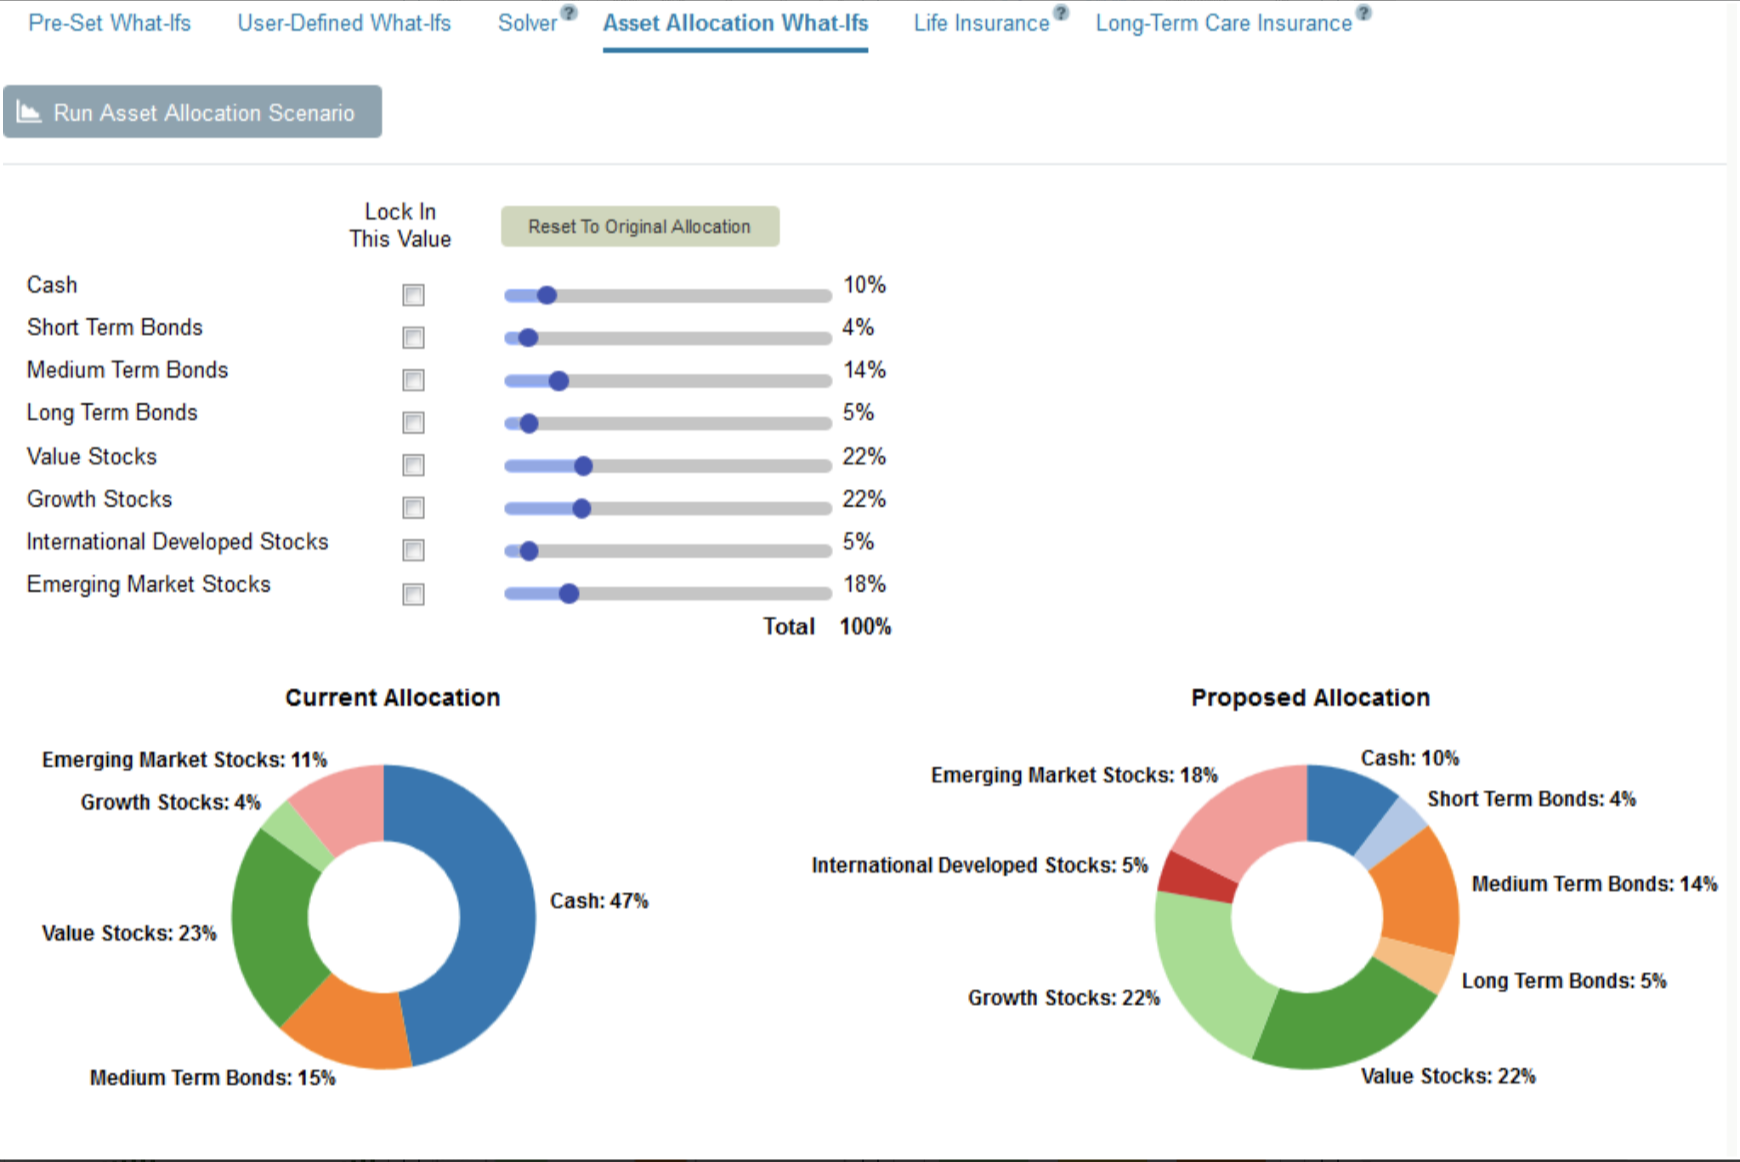 Pre-Set What-Ifs User-Defined What-Ifs Solver ? Asset Allocation What-Ifs Life Insurance ? Long-Term Care Insurance ?
Run Asset Allocation Scenario
Lock In
This Value
Reset To Original Allocation
Cash 10%
Short Term Bonds 4%
Medium Term Bonds 14%
Long Term Bonds 5%
Value Stocks 22%
Growth Stocks 22%
International Developed Stocks 5%
Emerging Market Stocks 18%
Total 100%
Current Allocation
Emerging Market Stocks: 11%
Growth Stocks: 4%
Cash: 47%
Value Stocks: 23%
Medium Term Bonds: 15%
Proposed Allocation
Cash: 10%
Emerging Market Stocks: 18%
Short Term Bonds: 4%
International Developed Stocks: 5%
Medium Term Bonds: 14%
Long Term Bonds: 5%
Growth Stocks: 22%
Value Stocks: 22%